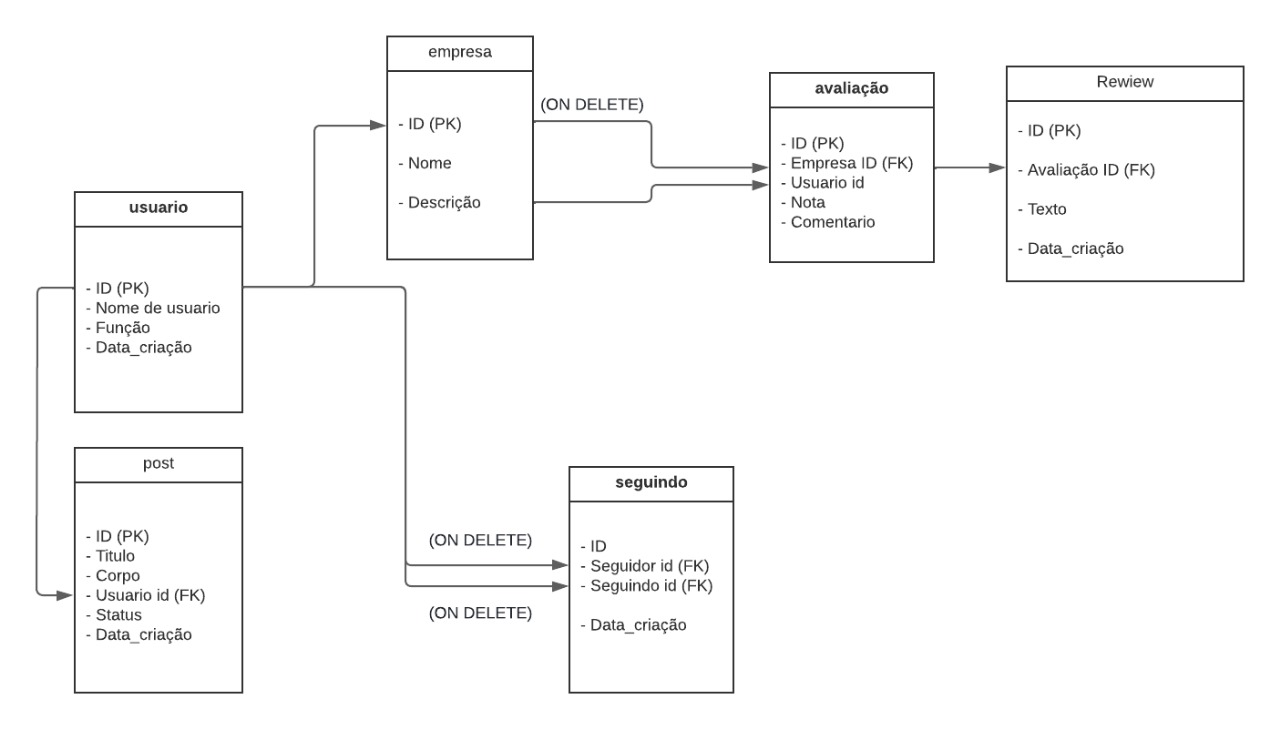 empresa
- ID (PK)
- Nome
- Descrição
(ON DELETE)
avaliação
- ID (PK)
- Empresa ID (FK)
- Usuario id
- Nota
- Comentario
Rewiew
- ID (PK)
- Avaliação ID (FK)
- Texto
- Data_criação
usuario
- ID (PK)
- Nome de usuario
- Função
- Data_criação
post
- ID (PK)
- Titulo
- Corpo
- Usuario id (FK)
- Status
- Data_criação
(ON DELETE)
(ON DELETE)
seguindo
- ID
- Seguidor id (FK)
- Seguindo id (FK)
- Data_criação